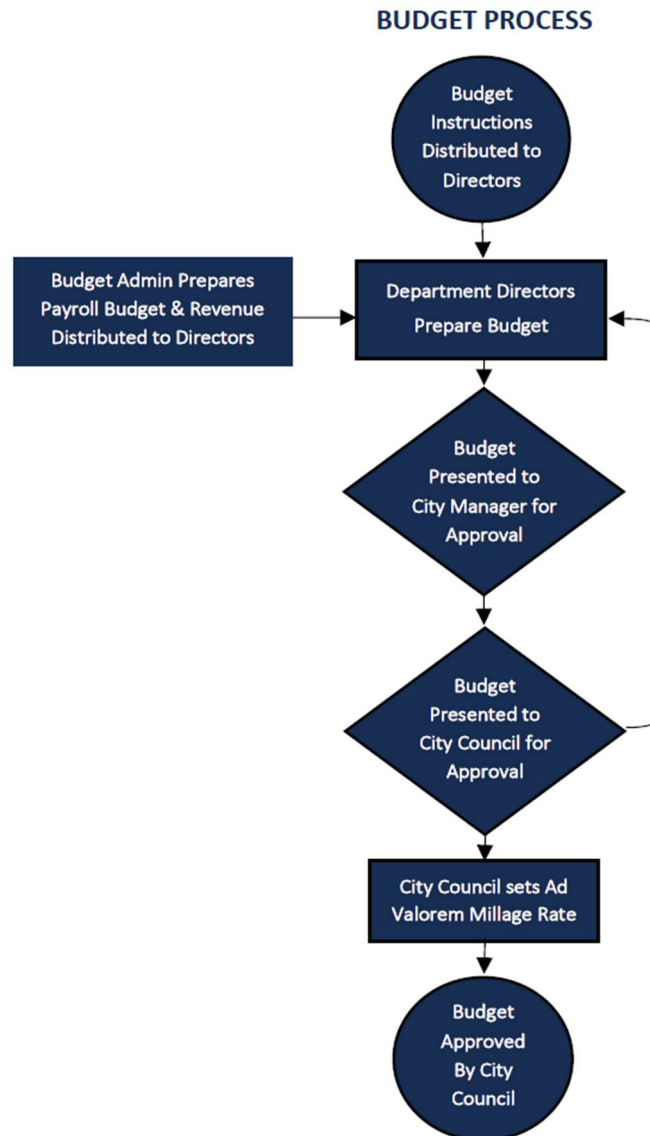 BUDGET PROCESS
Budget
Instructions
Distributed to
Directors
Budget Admin Prepares
Payroll Budget & Revenue
Distributed to Directors
Department Directors
Prepare Budget
Budget
Presented to
City Manager for
Approval
Budget
Presented to
City Council for
Approval
City Council sets Ad
Valorem Millage Rate
Budget
Approved
By City
Council